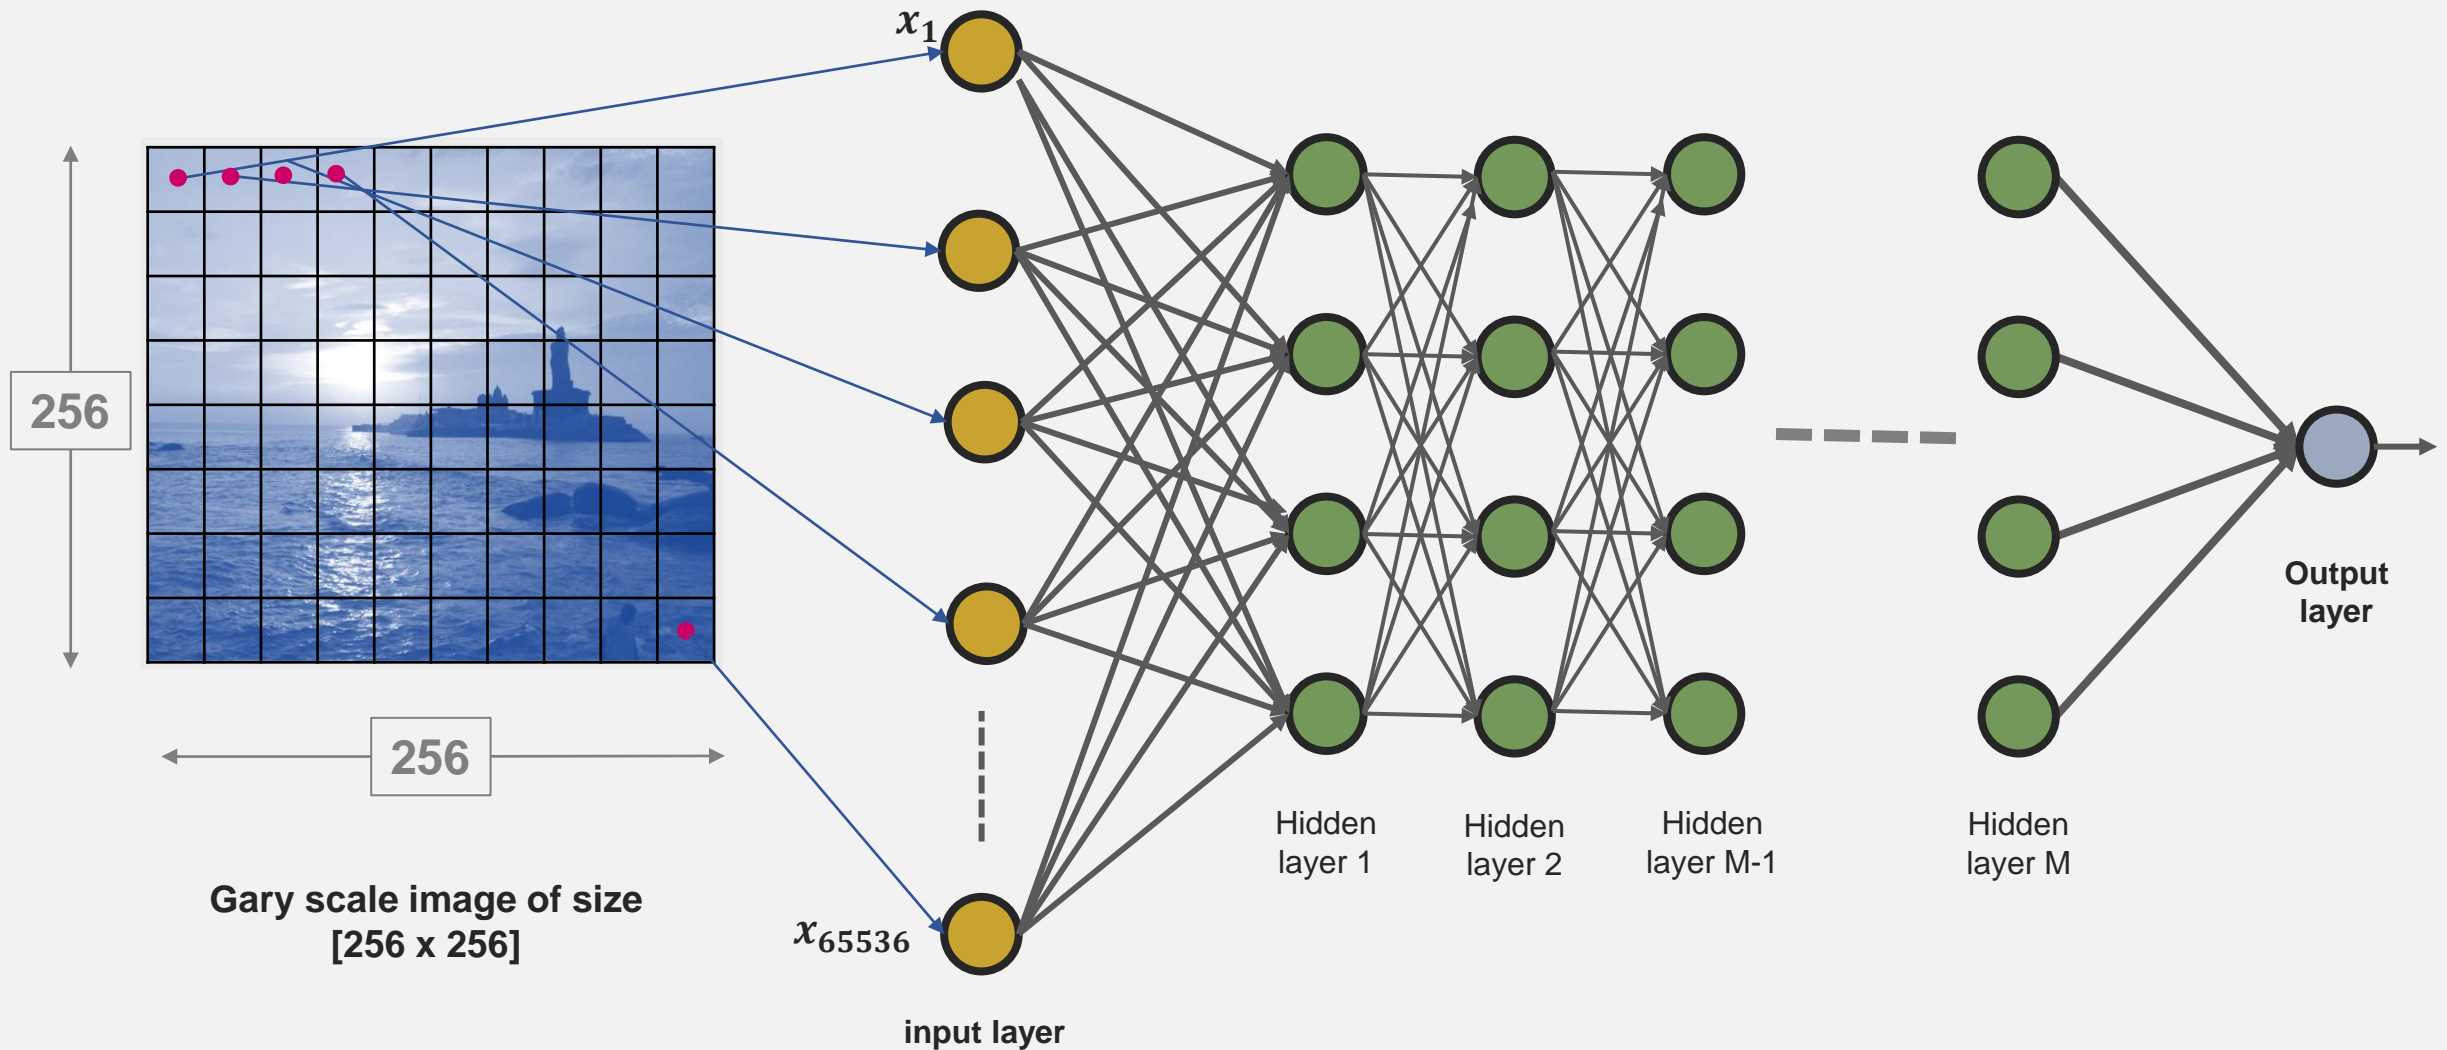 x₁
256
256
Gary scale image of size
[256 x 256]
x₆₅₅₃₆
input layer
Hidden
layer 1
Hidden
layer 2
Hidden
layer M-1
Hidden
layer M
Output
layer